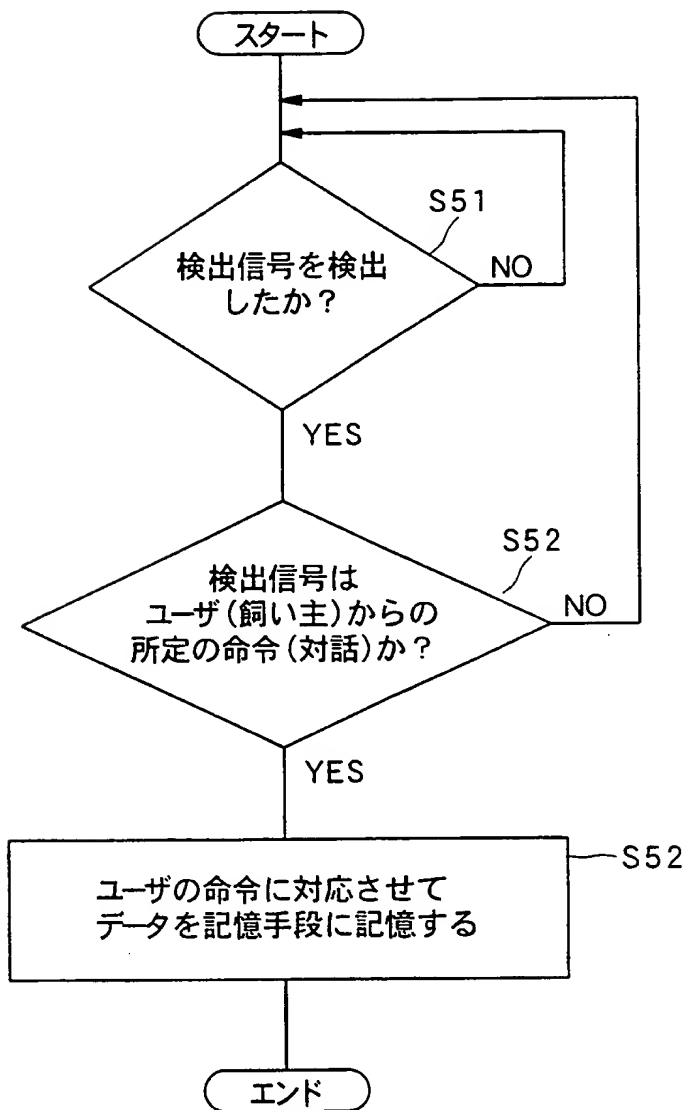 スタート
S51
検出信号を検出
したか？
NO
YES
S52
検出信号は
ユーザ(飼い主)からの
所定の命令(対話)か？
NO
YES
S52
ユーザの命令に対応させて
データを記憶手段に記憶する
エンド